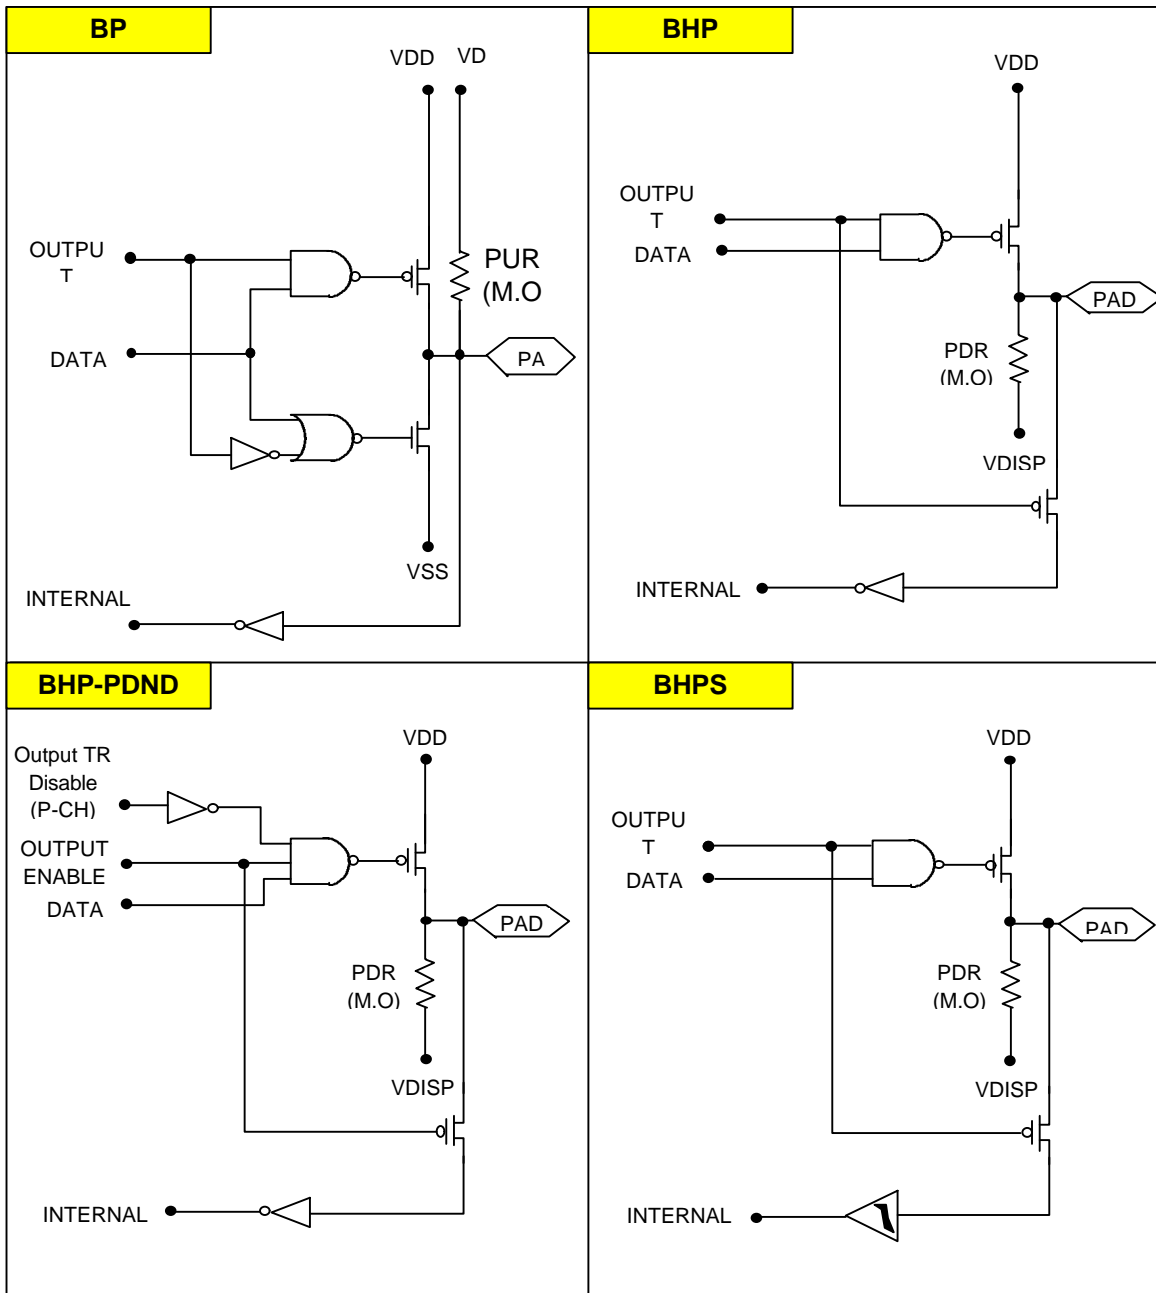 BP
VDD VD
OUTPU
T
PUR
(M.O
DATA
PA
VSS
INTERNAL
BHP
VDD
OUTPU
T
DATA
PAD
PDR
(M.O)
VDISP
INTERNAL
BHP-PDND
VDD
Output TR
Disable
(P-CH)
OUTPUT
ENABLE
DATA
PAD
PDR
(M.O)
VDISP
INTERNAL
BHPS
VDD
OUTPU
T
DATA
PAD
PDR
(M.O)
VDISP
INTERNAL